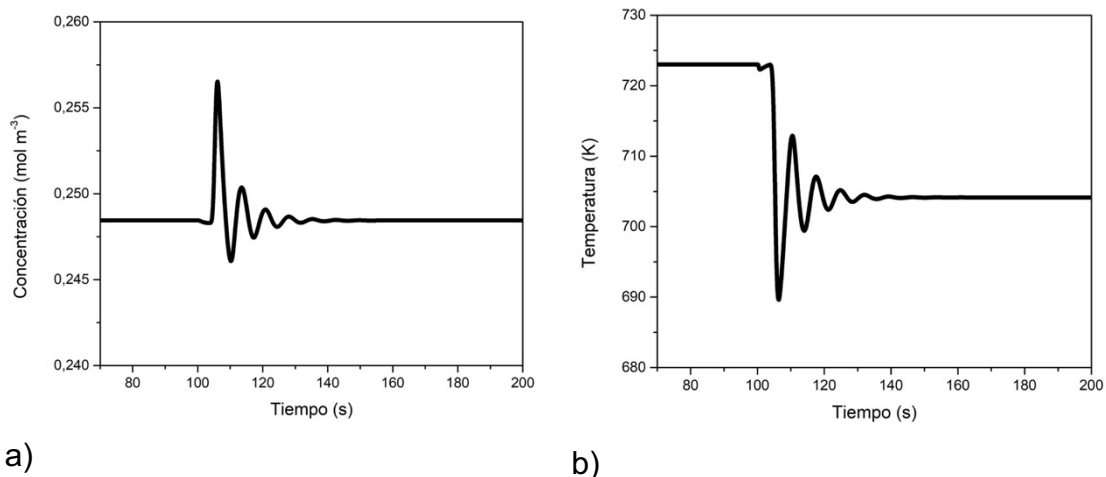 0,260
0,255
0,250
0,245
0,240
Concentración (mol m⁻³)
80 100 120 140 160 180 200
Tiempo (s)
a)
730
720
710
700
690
680
Temperatura (K)
80 100 120 140 160 180 200
Tiempo (s)
b)